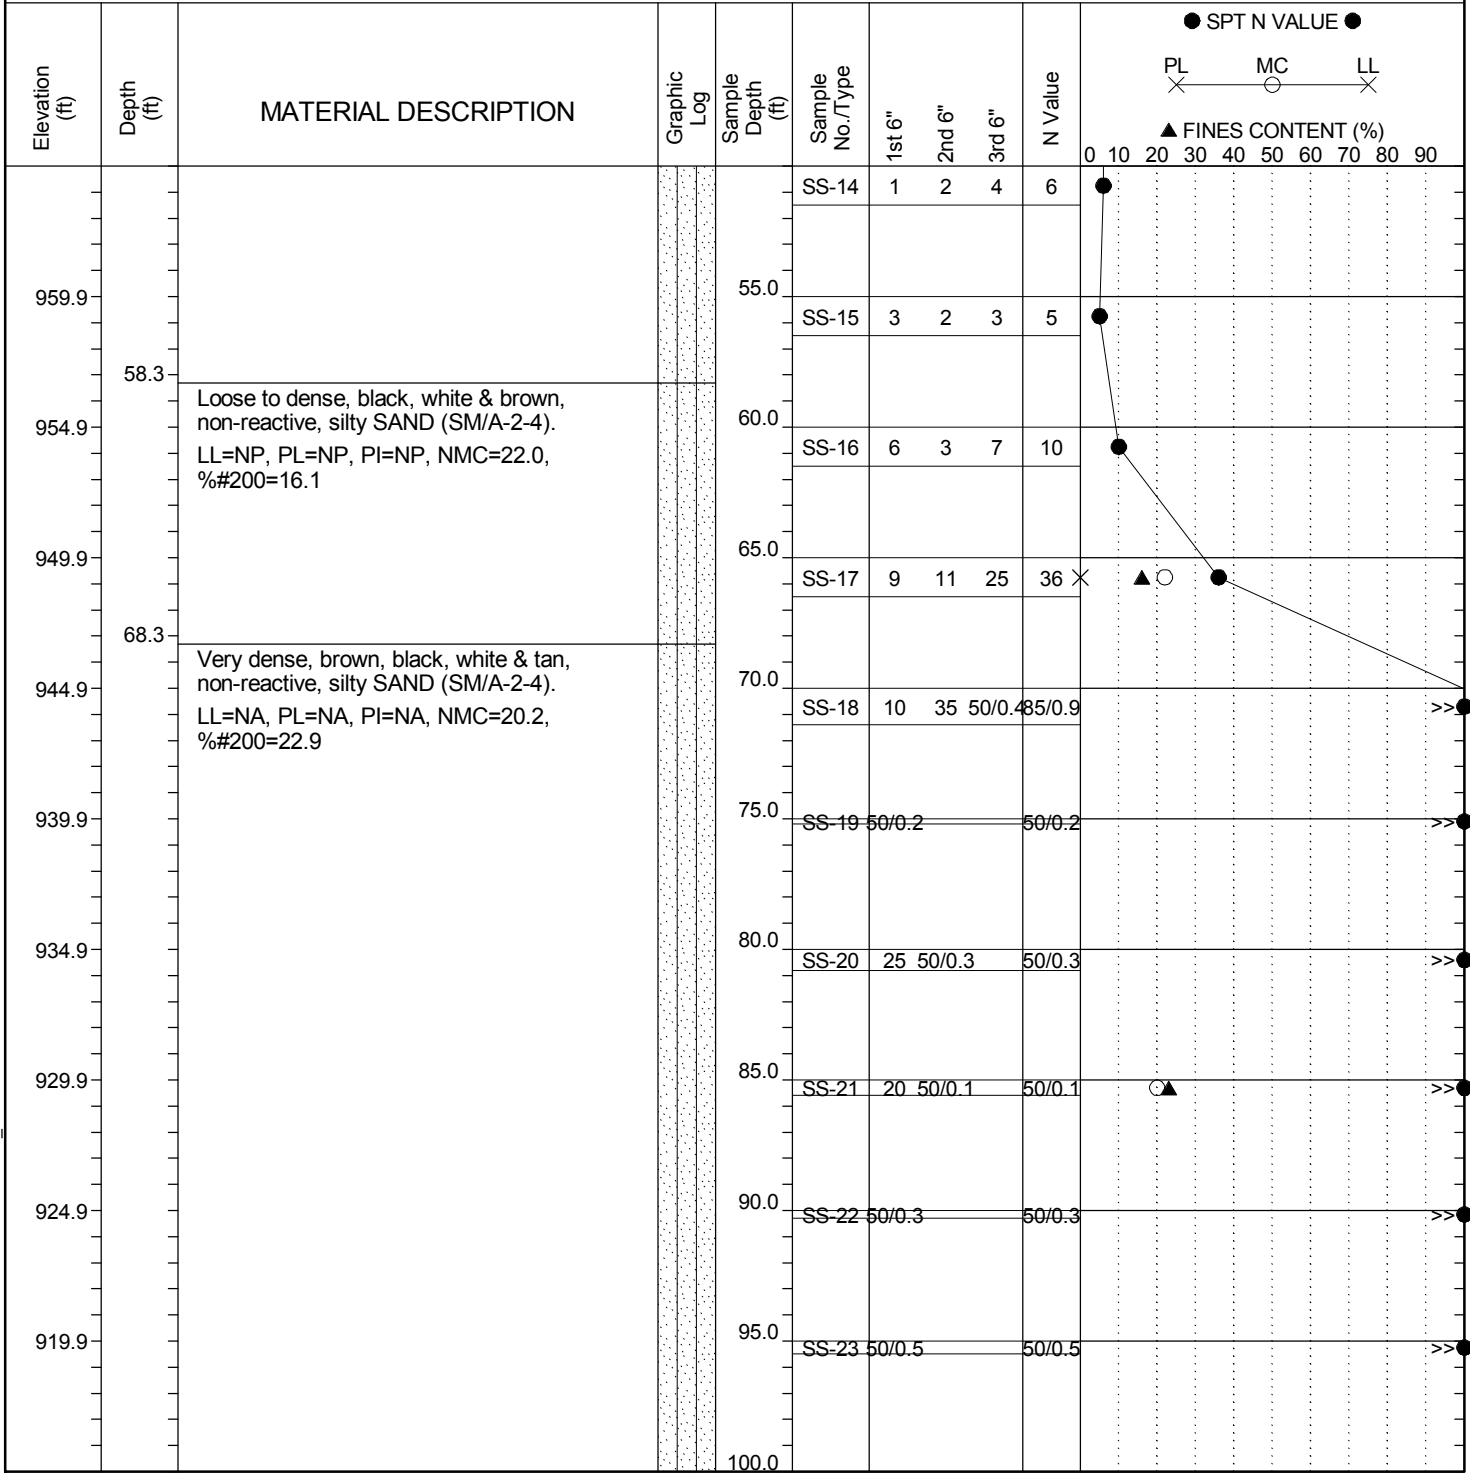 ● SPT N VALUE ●
PL MC LL
▲ FINES CONTENT (%)
Elevation (ft)
Depth (ft)
MATERIAL DESCRIPTION
Graphic Log
Sample Depth (ft)
Sample No./Type
1st 6"
2nd 6"
3rd 6"
N Value
0 10 20 30 40 50 60 70 80 90
SS-14 1 2 4 6
959.9 55.0
SS-15 3 2 3 5
58.3
Loose to dense, black, white & brown,
non-reactive, silty SAND (SM/A-2-4).
LL=NP, PL=NP, PI=NP, NMC=22.0,
%#200=16.1
954.9 60.0
SS-16 6 3 7 10
949.9 65.0
SS-17 9 11 25 36
68.3
Very dense, brown, black, white & tan,
non-reactive, silty SAND (SM/A-2-4).
LL=NA, PL=NA, PI=NA, NMC=20.2,
%#200=22.9
944.9 70.0
SS-18 10 35 50/0.4 85/0.9 >>
939.9 75.0
SS-19 50/0.2 50/0.2 >>
934.9 80.0
SS-20 25 50/0.3 50/0.3 >>
929.9 85.0
SS-21 20 50/0.1 50/0.1 >>
924.9 90.0
SS-22 50/0.3 50/0.3 >>
919.9 95.0
SS-23 50/0.5 50/0.5 >>
100.0